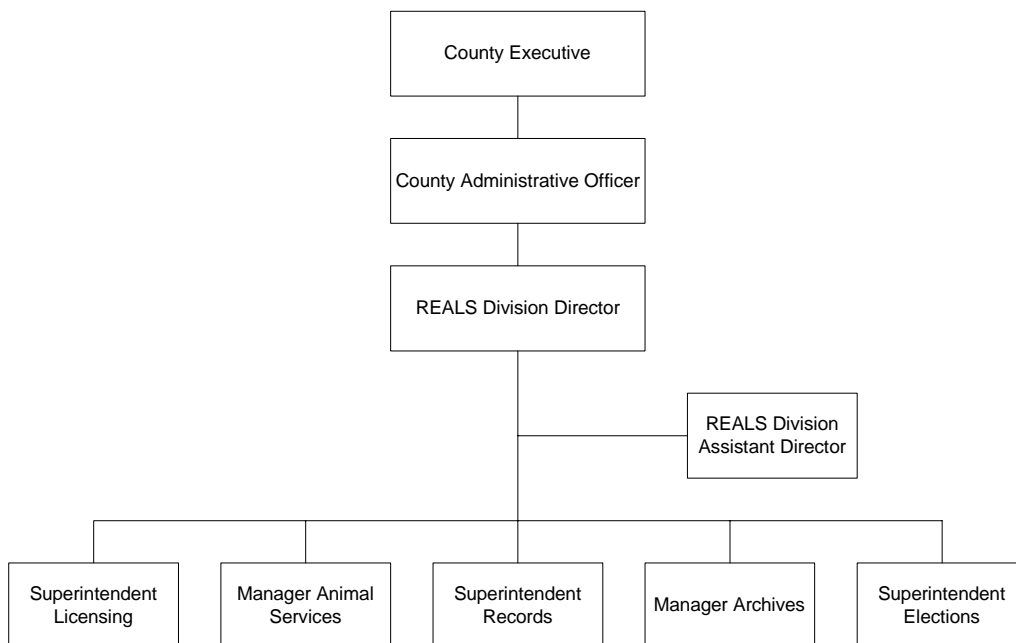 County Executive
County Administrative Officer
REALS Division Director
REALS Division
Assistant Director
Superintendent
Licensing
Manager Animal
Services
Superintendent
Records
Manager Archives
Superintendent
Elections